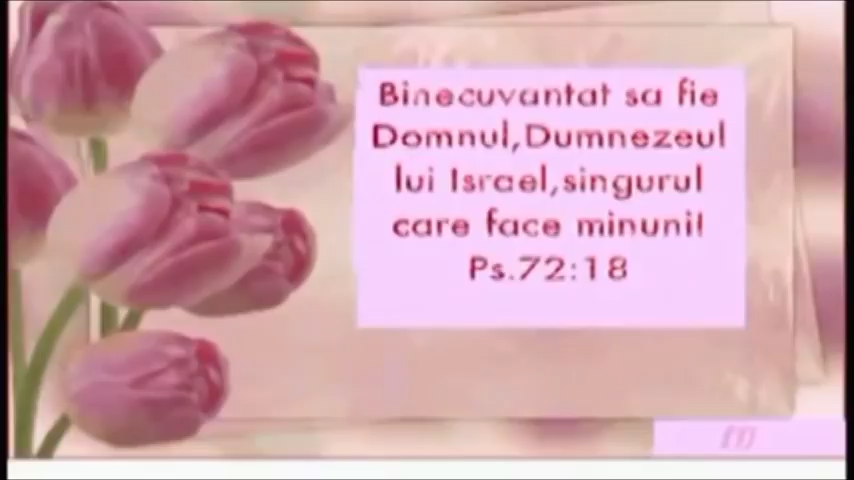 Binecuvantat sa fie
Domnul,Dumnezeul
lui Israel,singurul
care face minuni!
Ps.72:18